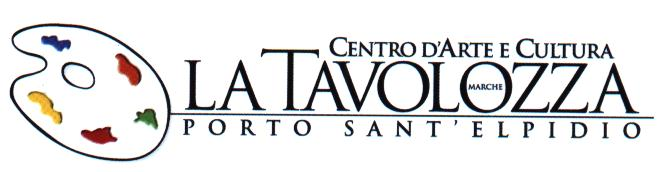 CENTRO D'ARTE E CULTURA
LA TAVOLOZZA
MARCHE
PORTO SANT'ELPIDIO